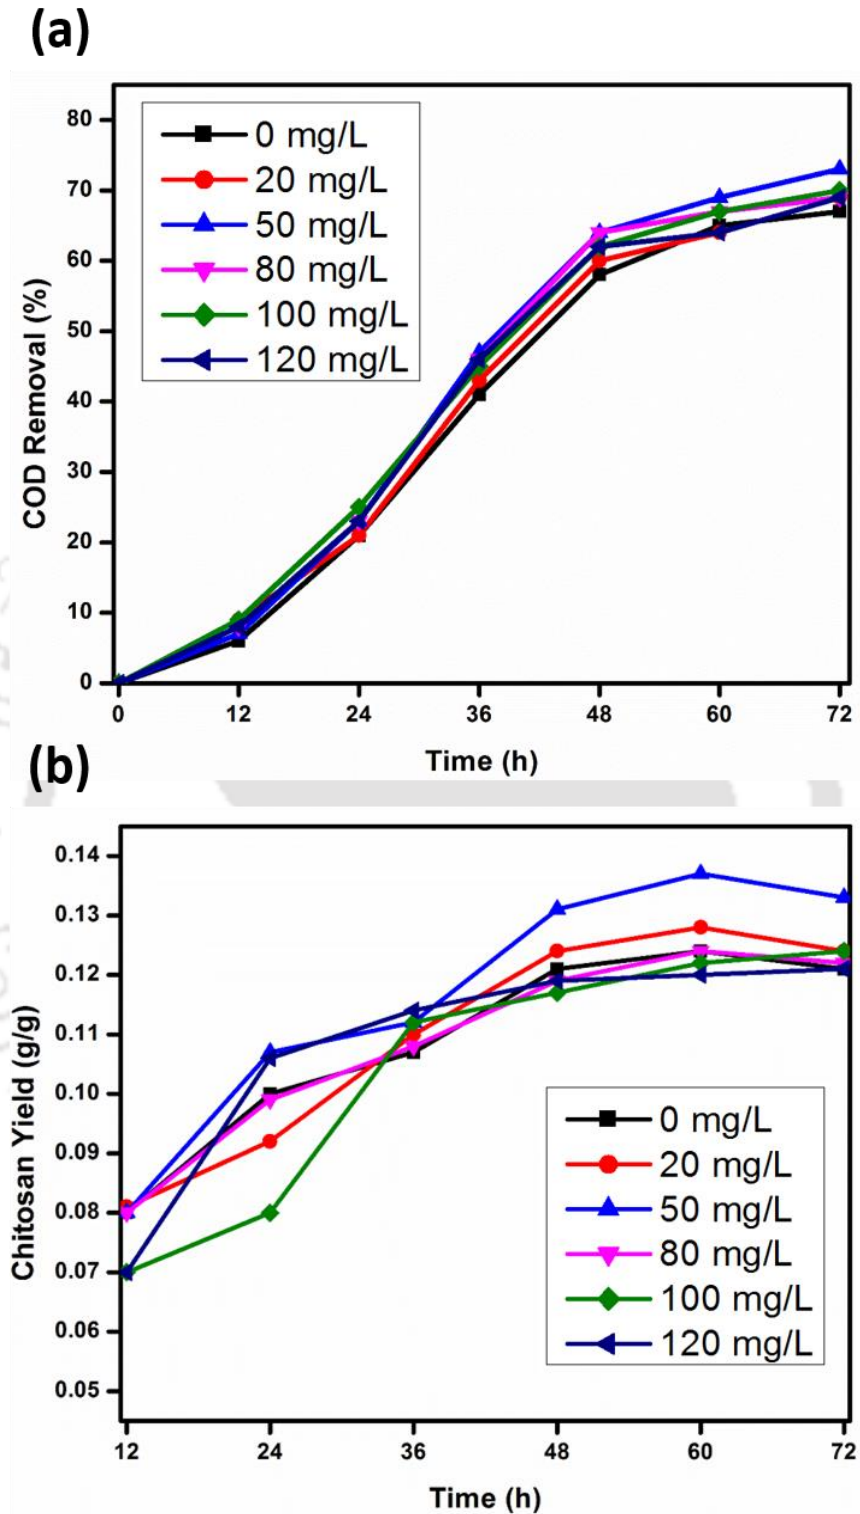 (a)
80
70
60
50
40
30
20
10
0
COD Removal (%)
0 mg/L
20 mg/L
50 mg/L
80 mg/L
100 mg/L
120 mg/L
0 12 24 36 48 60 72
Time (h)
(b)
0.14
0.13
0.12
0.11
0.10
0.09
0.08
0.07
0.06
0.05
Chitosan Yield (g/g)
0 mg/L
20 mg/L
50 mg/L
80 mg/L
100 mg/L
120 mg/L
12 24 36 48 60 72
Time (h)